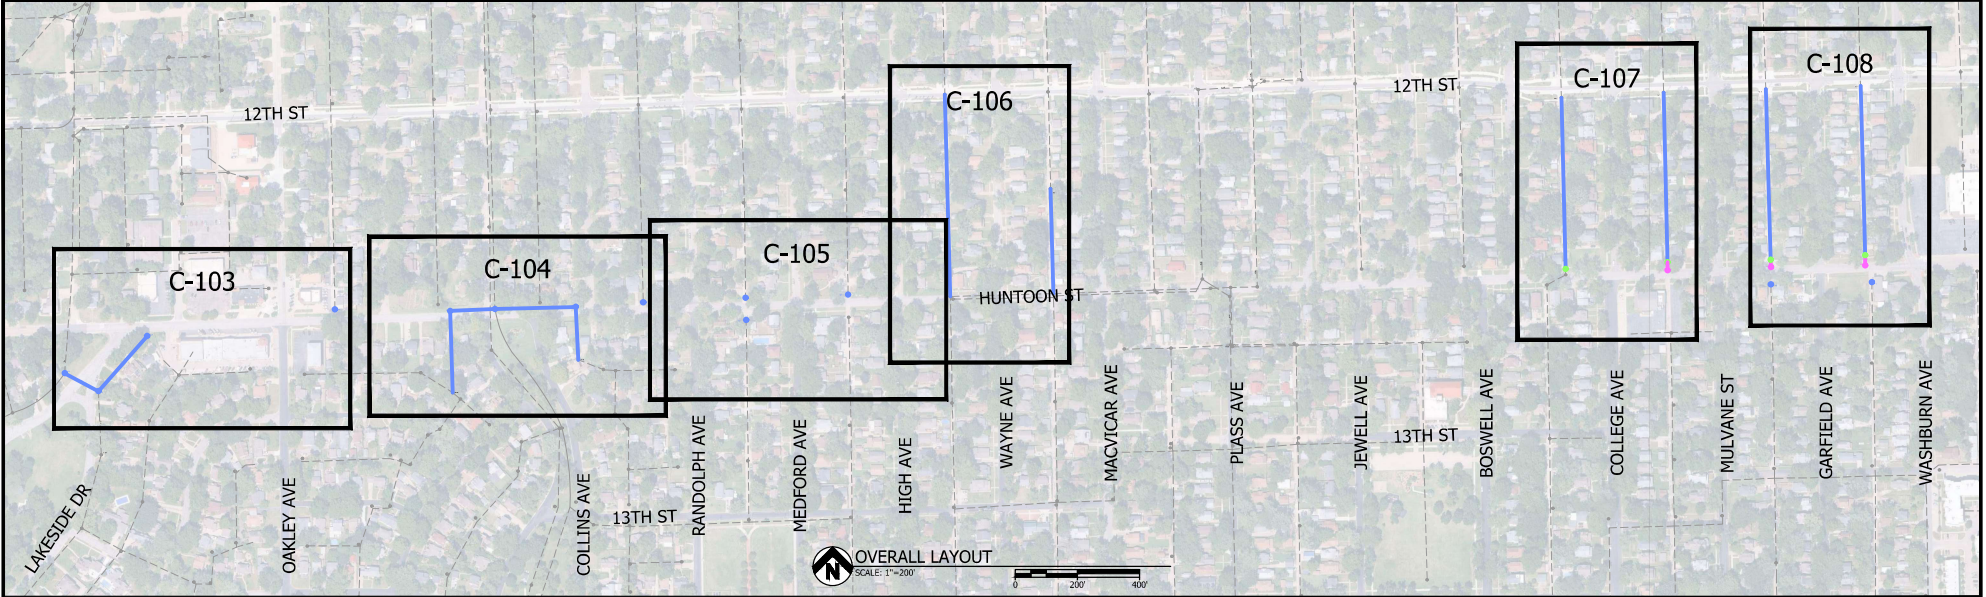 C-108
C-107
12TH ST
12TH ST
C-106
C-105
C-104
C-103
HUNTOON ST
LAKESIDE DR
OAKLEY AVE
COLLINS AVE
RANDOLPH AVE
MEDFORD AVE
HIGH AVE
WAYNE AVE
MACVICAR AVE
PLASS AVE
JEWELL AVE
BOSWELL AVE
COLLEGE AVE
MULVANE ST
GARFIELD AVE
WASHBURN AVE
13TH ST
13TH ST
N
OVERALL LAYOUT
SCALE: 1"=200'
0 200' 400'